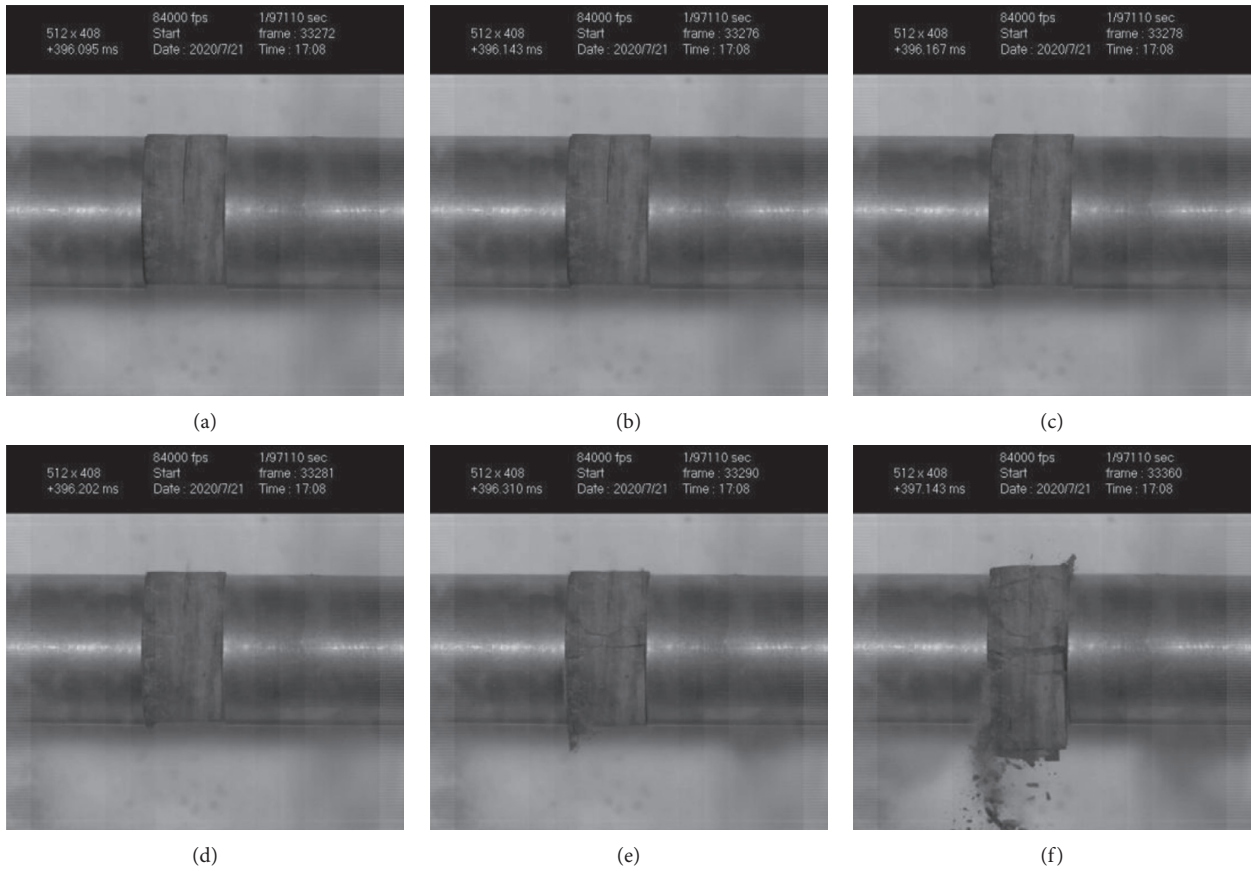 84000 fps 1/97110 sec
512 x 408 Start frame : 33272
+396.095 ms Date : 2020/7/21 Time : 17:08
84000 fps 1/97110 sec
512 x 408 Start frame : 33276
+396.143 ms Date : 2020/7/21 Time : 17:08
84000 fps 1/97110 sec
512 x 408 Start frame : 33278
+396.167 ms Date : 2020/7/21 Time : 17:08
(a)
(b)
(c)
84000 fps 1/97110 sec
512 x 408 Start frame : 33281
+396.202 ms Date : 2020/7/21 Time : 17:08
84000 fps 1/97110 sec
512 x 408 Start frame : 33290
+396.310 ms Date : 2020/7/21 Time : 17:08
84000 fps 1/97110 sec
512 x 408 Start frame : 33360
+397.143 ms Date : 2020/7/21 Time : 17:08
(d)
(e)
(f)